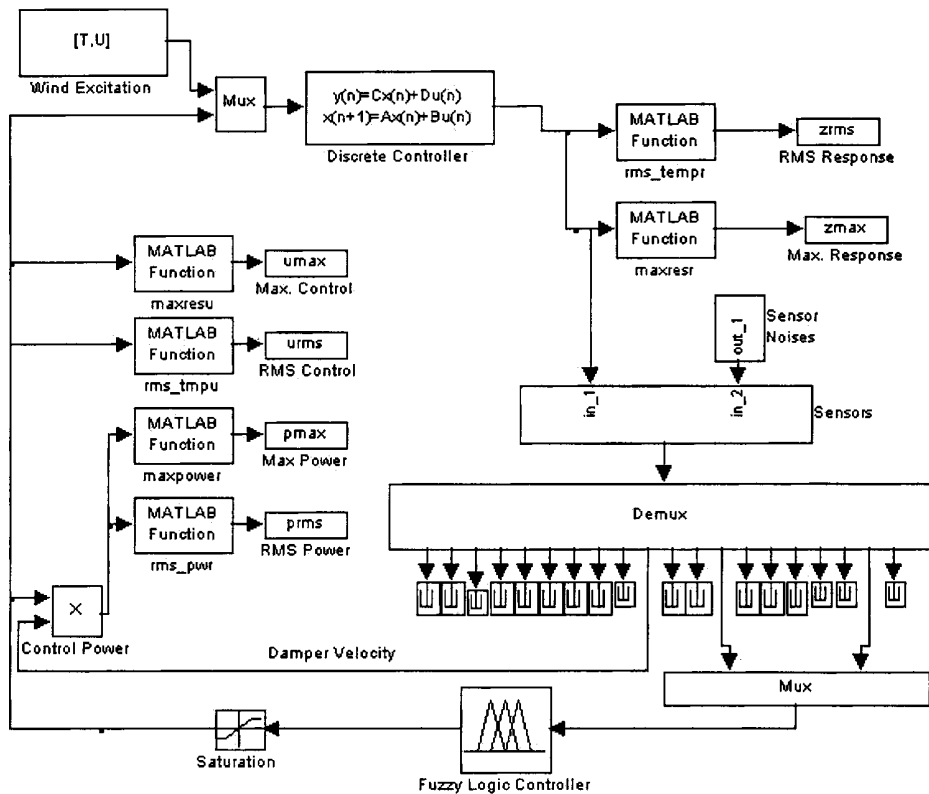 [T,U]
Wind Excitation
Mux
y(n)=Cx(n)+Du(n)
x(n+1)=Ax(n)+Bu(n)
Discrete Controller
MATLAB
Function
rms_tempr
zrms
RMS Response
MATLAB
Function
maxresr
zmax
Max. Response
MATLAB
Function
maxresu
umax
Max. Control
MATLAB
Function
rms_tmpu
urms
RMS Control
out_1
Sensor
Noises
in_1
in_2
Sensors
MATLAB
Function
maxpower
pmax
Max Power
MATLAB
Function
rms_pwr
prms
RMS Power
Demux
×
Control Power
Damper Velocity
Mux
Saturation
Fuzzy Logic Controller